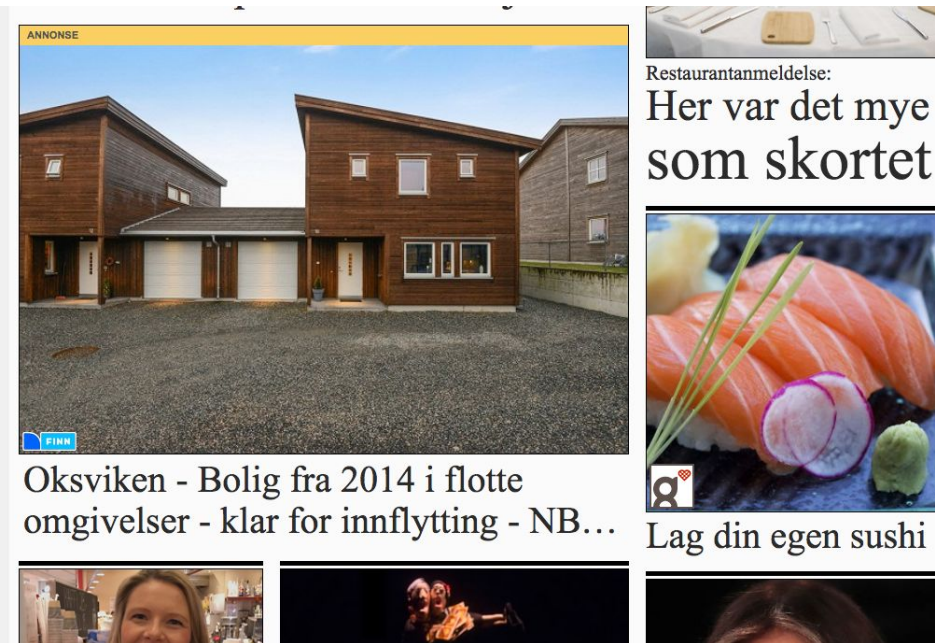 ANNONSE
FINN
Oksviken - Bolig fra 2014 i flotte
omgivelser - klar for innflytting - NB…
Restaurantanmeldelse:
Her var det mye
som skortet
g
Lag din egen sushi